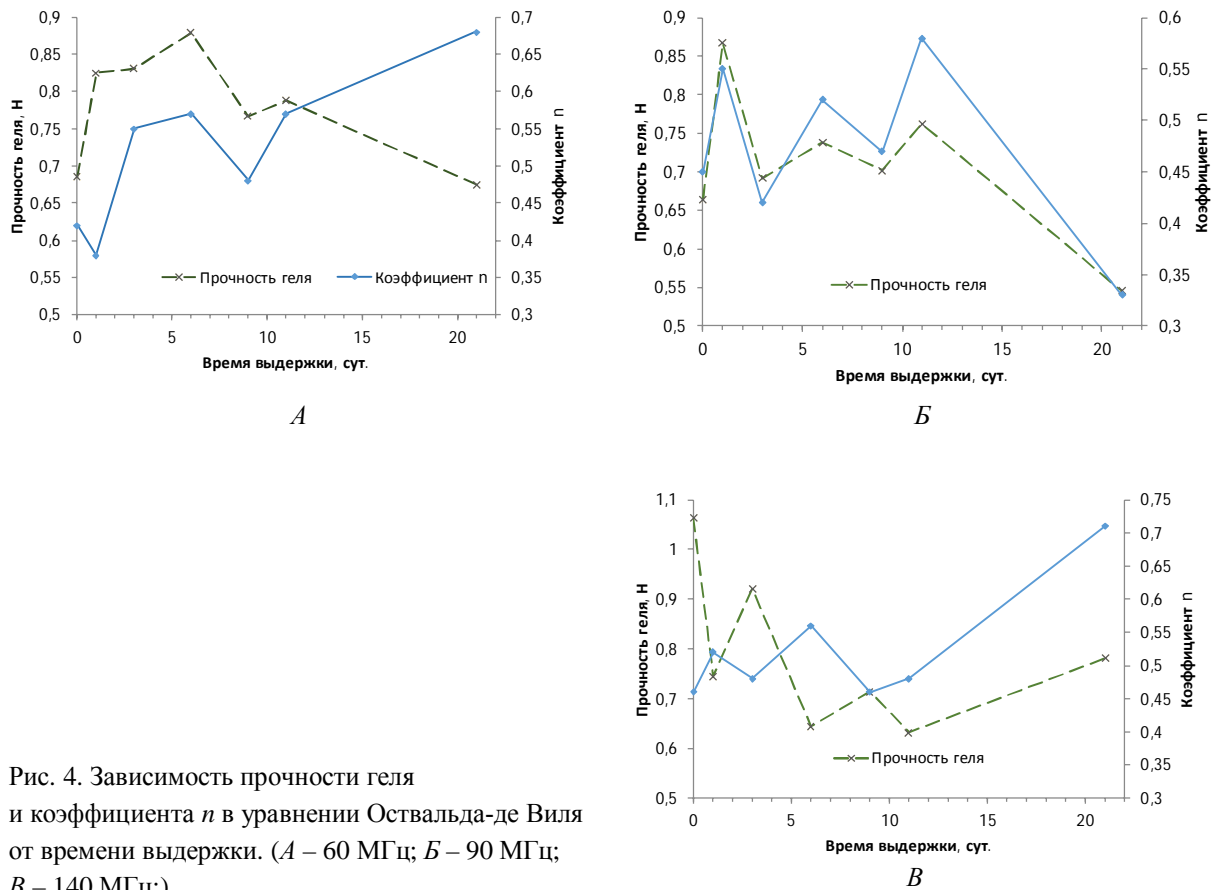 0,9
0,85
0,8
0,75
0,7
0,65
0,6
0,55
0,5
Прочность геля, Н
0,7
0,65
0,6
0,55
0,5
0,45
0,4
0,35
0,3
Коэффициент n
Прочность геля
Коэффициент n
0 5 10 15 20
Время выдержки, сут.
А
0,9
0,85
0,8
0,75
0,7
0,65
0,6
0,55
0,5
Прочность геля, Н
0,6
0,55
0,5
0,45
0,4
0,35
0,3
Коэффициент n
Прочность геля
0 5 10 15 20
Время выдержки, сут.
Б
1,1
1
0,9
0,8
0,7
0,6
0,5
Прочность геля, Н
0,75
0,7
0,65
0,6
0,55
0,5
0,45
0,4
0,35
0,3
Коэффициент n
Прочность геля
0 5 10 15 20
Время выдержки, сут.
В
Рис. 4. Зависимость прочности геля
и коэффициента n в уравнении Оствальда-де Виля
от времени выдержки. (А – 60 МГц; Б – 90 МГц;
В – 140 МГц;)